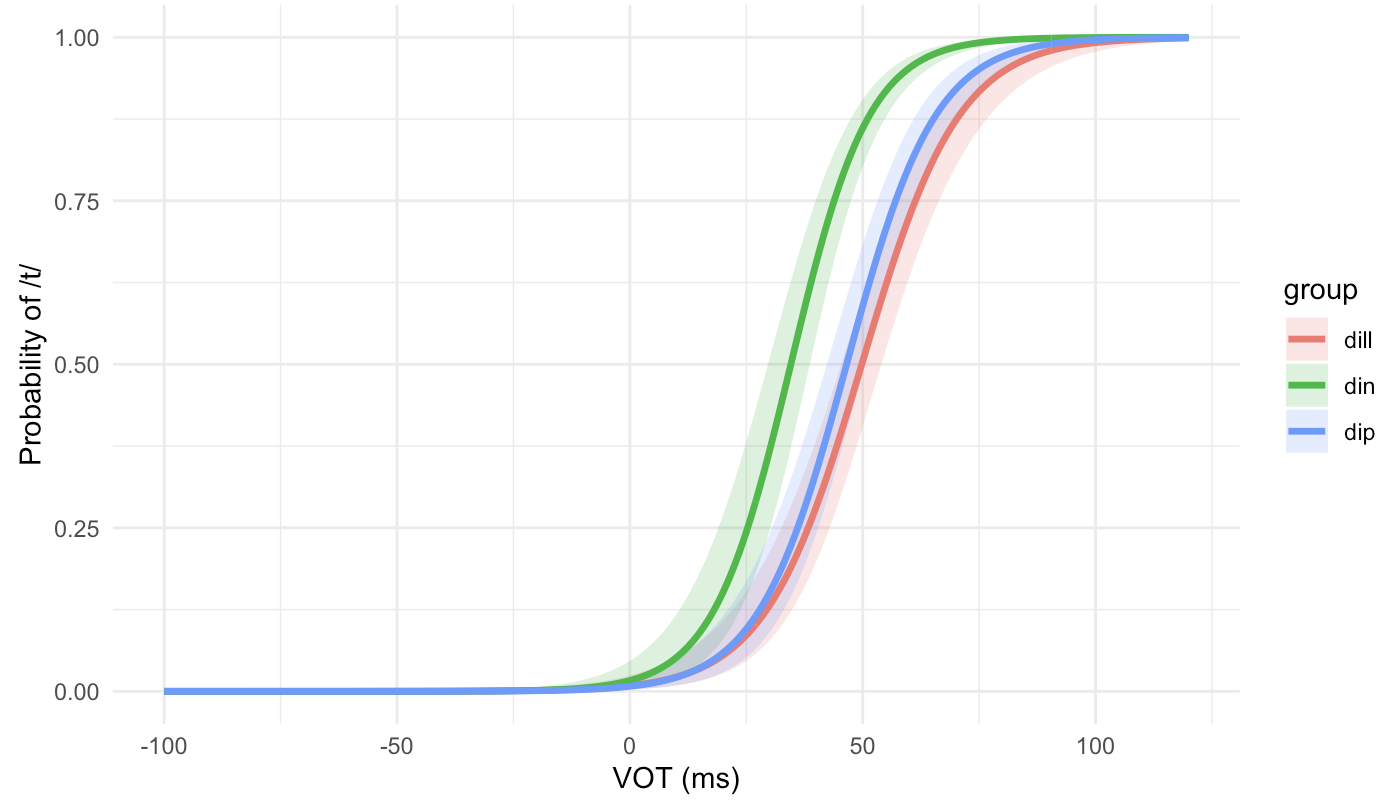 1.00
0.75
0.50
0.25
0.00
Probability of /t/
-100 -50 0 50 100
VOT (ms)
group
dill
din
dip